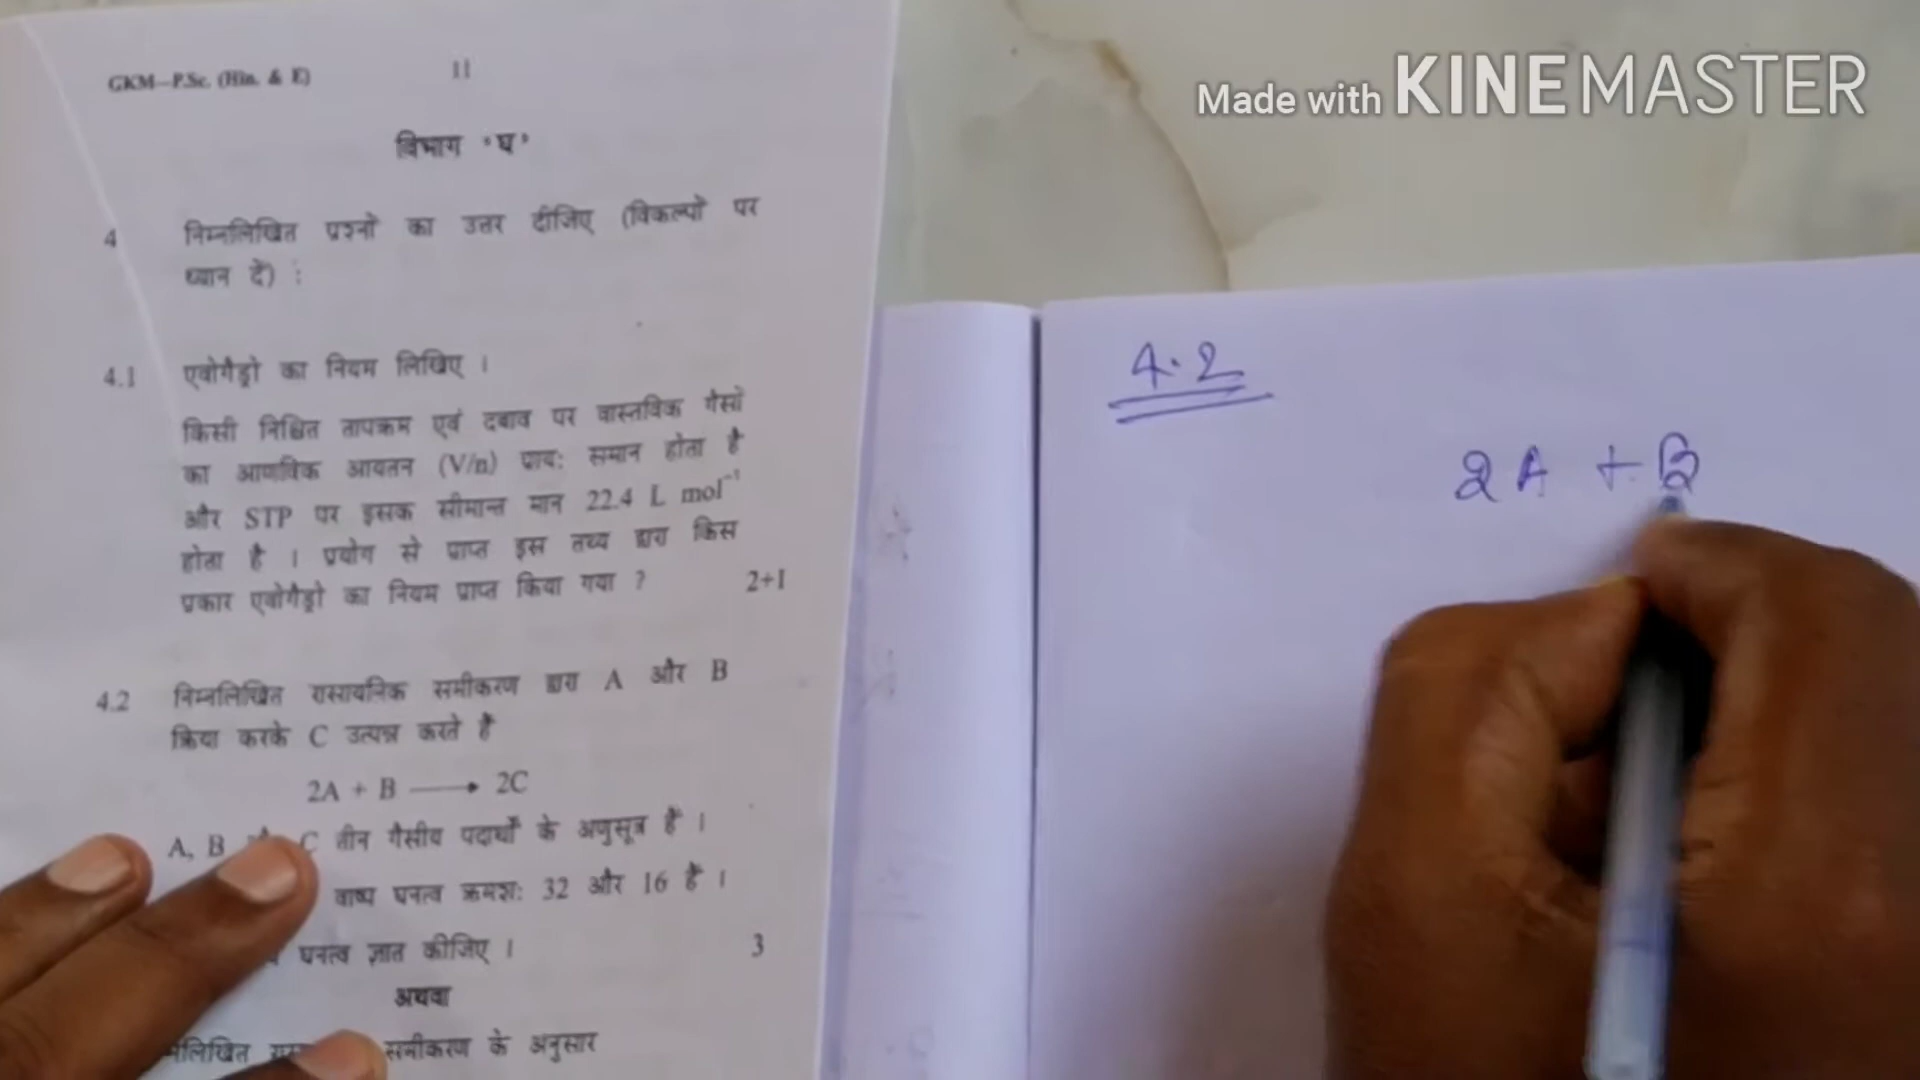 GKM—P.Sc. (Hin. & E)
11
विभाग 'घ'
4 निम्नलिखित प्रश्नों का उत्तर दीजिए (विकल्पों पर
ध्यान दें) :
4.1 एवोगैड्रो का नियम लिखिए ।
किसी निश्चित तापक्रम एवं दबाव पर वास्तविक गैसों
का आणविक आयतन (V/n) प्राय: समान होता है
और STP पर इसक सीमान्त मान 22.4 L mol⁻¹
होता है । प्रयोग से प्राप्त इस तथ्य द्वारा किस
प्रकार एवोगैड्रो का नियम प्राप्त किया गया ? 2+1
4.2 निम्नलिखित रासायनिक समीकरण द्वारा A और B
क्रिया करके C उत्पन्न करते हैं
2A + B ⟶ 2C
A, B C तीन गैसीय पदार्थों के अणुसूत्र हैं ।
वाष्प घनत्व क्रमश: 32 और 16 हैं ।
घनत्व ज्ञात कीजिए । 3
अथवा
समीकरण के अनुसार
Made with KINEMASTER
4.2
2A + B